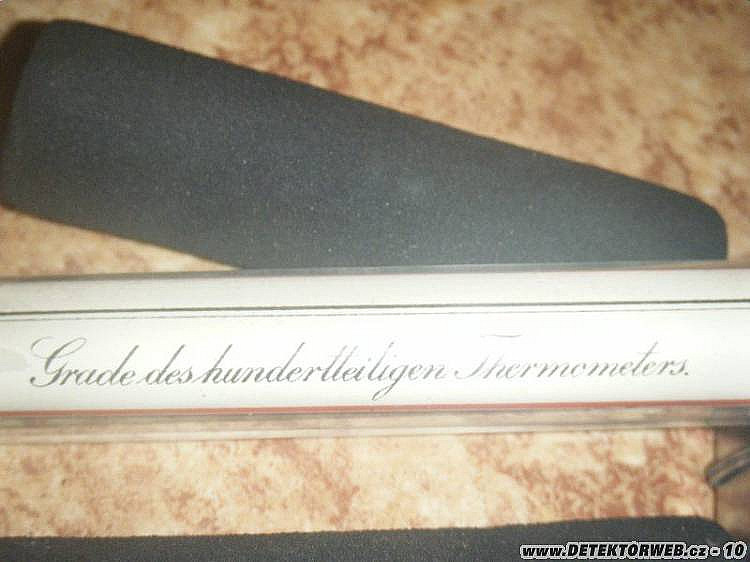 Grade des hundertteiligen Thermometers.
www.DETEKTORWEB.cz - 10